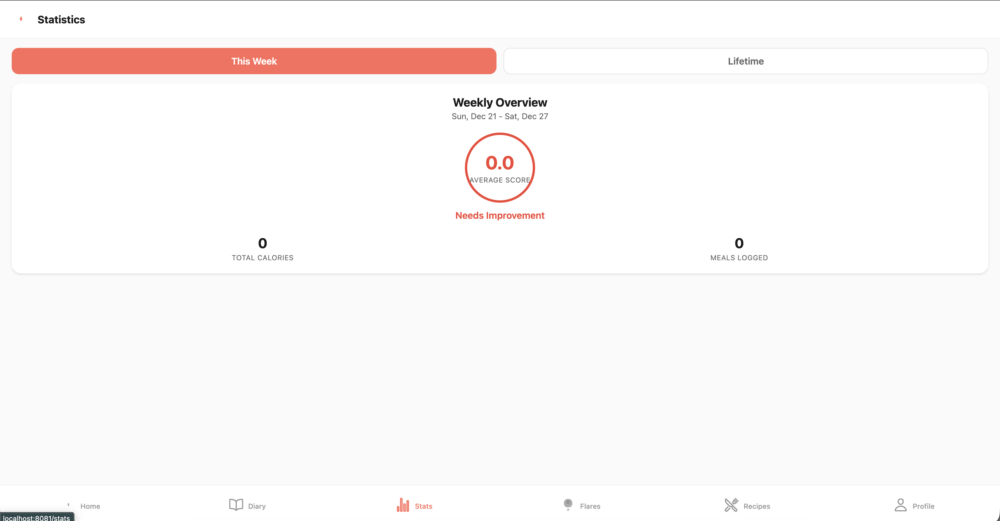 Statistics
This Week
Lifetime
Weekly Overview
Sun, Dec 21 - Sat, Dec 27
0.0
AVERAGE SCORE
Needs Improvement
0
TOTAL CALORIES
0
MEALS LOGGED
Home
Diary
Stats
Flares
Recipes
Profile
localhost:8081/stats